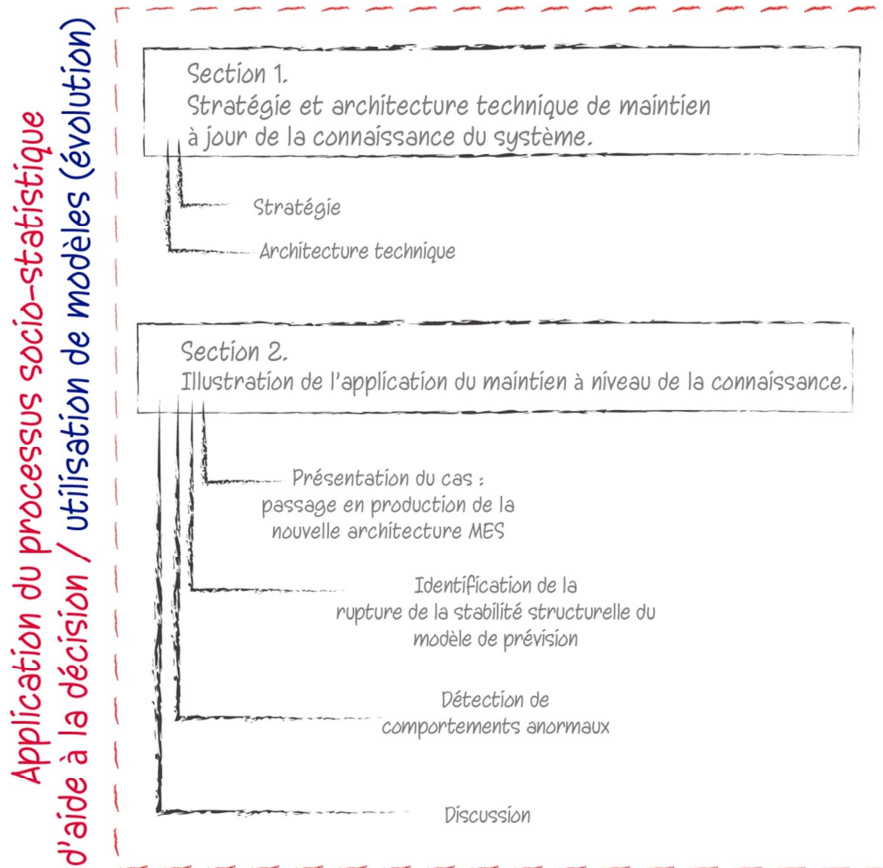 Application du processus socio-statistique
d'aide à la décision / utilisation de modèles (évolution)
Section 1.
Stratégie et architecture technique de maintien
à jour de la connaissance du système.
Stratégie
Architecture technique
Section 2.
Illustration de l'application du maintien à niveau de la connaissance.
Présentation du cas :
passage en production de la
nouvelle architecture MES
Identification de la
rupture de la stabilité structurelle du
modèle de prévision
Détection de
comportements anormaux
Discussion